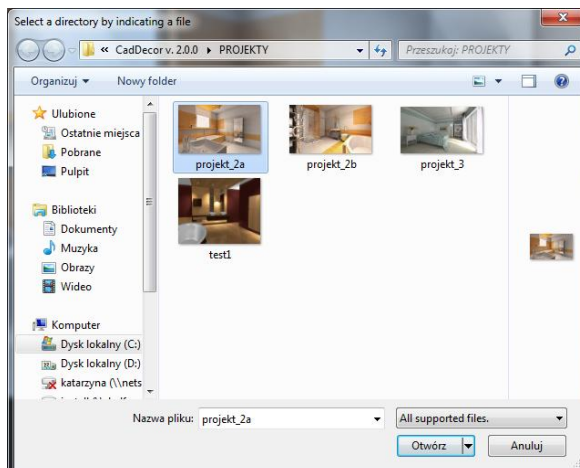 Select a directory by indicating a file
« CadDecor v. 2.0.0 ▸ PROJEKTY
Przeszukaj: PROJEKTY
Organizuj
Nowy folder
Ulubione
Ostatnie miejsca
Pobrane
Pulpit
Biblioteki
Dokumenty
Muzyka
Obrazy
Wideo
Komputer
Dysk lokalny (C:)
Dysk lokalny (D:)
katarzyna (\\nets
projekt_2a
projekt_2b
projekt_3
test1
Nazwa pliku: projekt_2a
All supported files.
Otwórz
Anuluj